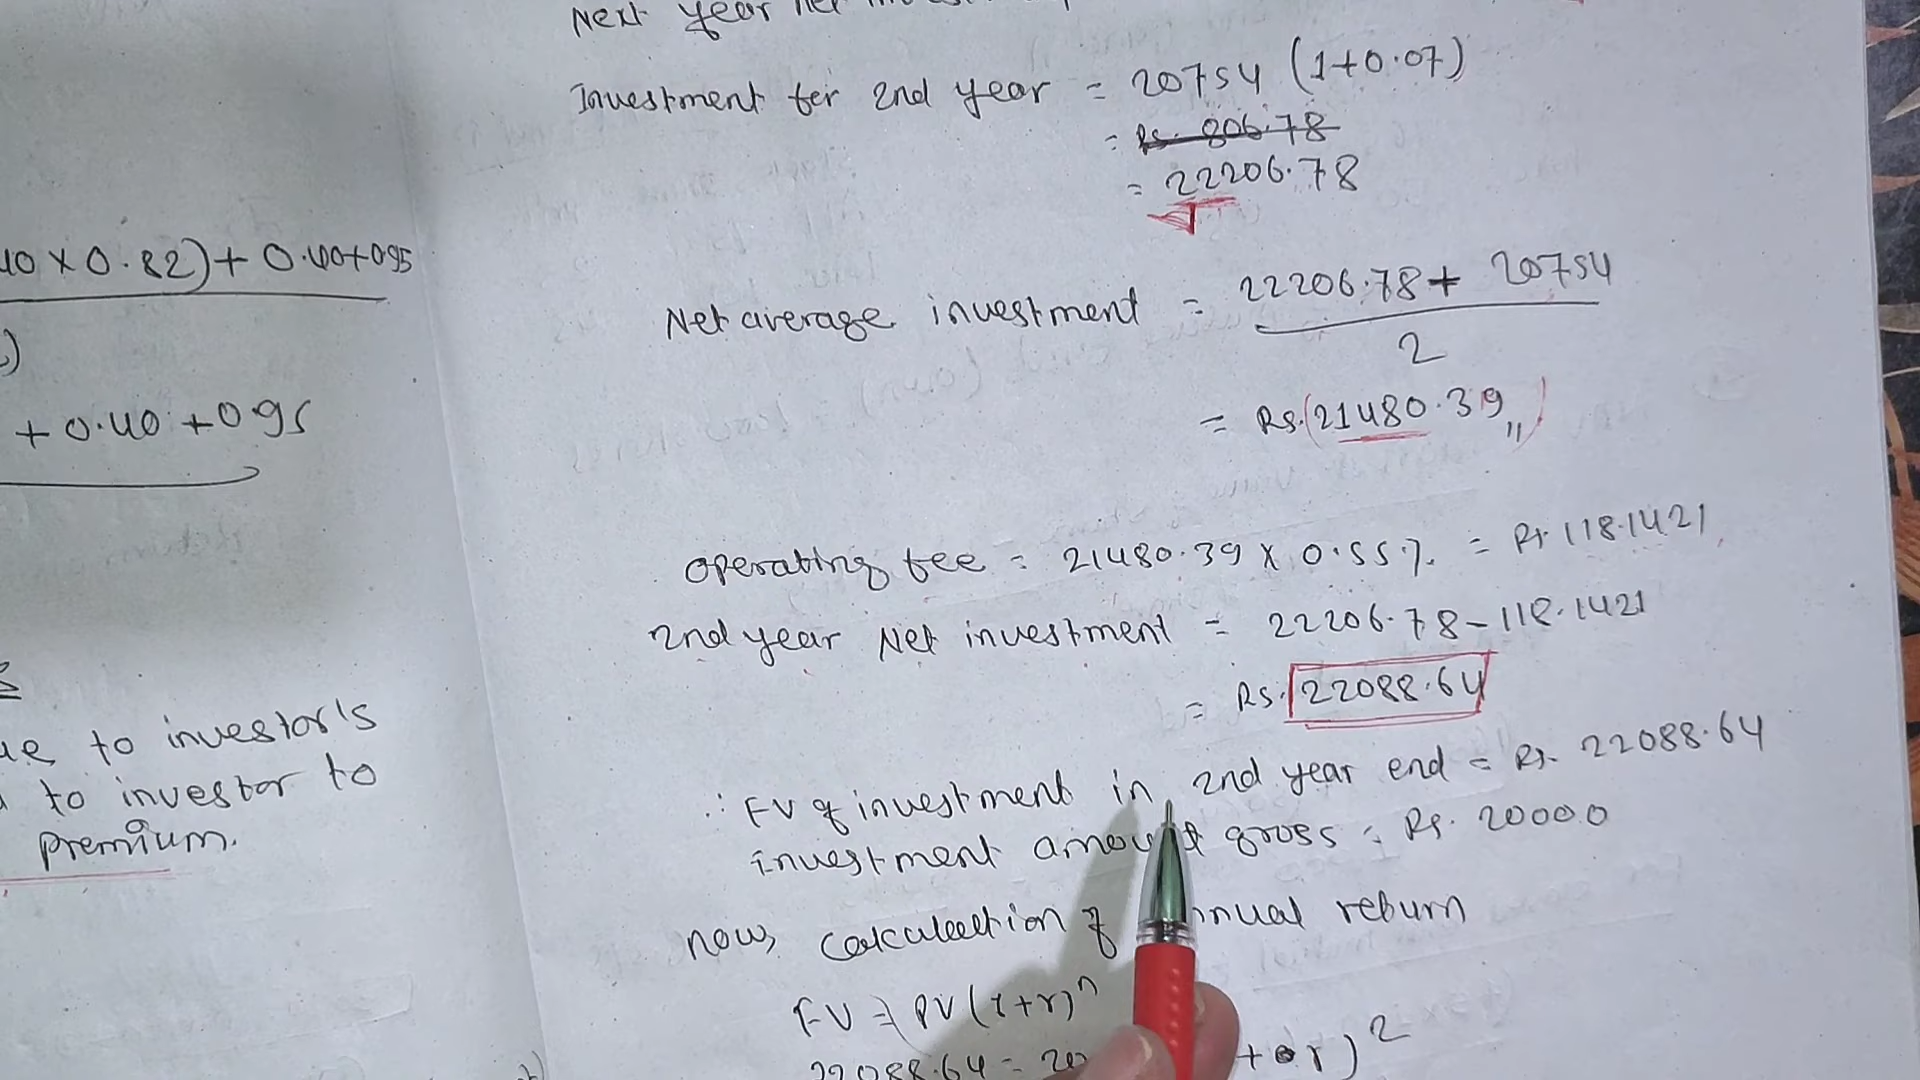 10 x 0.82) + 0.40+095
)
+ 0.40 + 095
to investor's
to investor to
premium.
Next year
Investment for 2nd year = 20754 (1+0.07)
= Rs. 806.78
= 22206.78
Net average investment = 22206.78 + 20754
2
= Rs. (21480.39,,)
operating fee = 21480.39 x 0.55%. = Rs. 118.1421
2nd year Net investment = 22206.78 - 118.1421
= Rs. 22088.64
∴ FV of investment in 2nd year end = Rs. 22088.64
investment amount gross = Rs. 20000
now, calculation of annual return
FV = PV (1+r)ⁿ
22088.64 = 20 + r)²